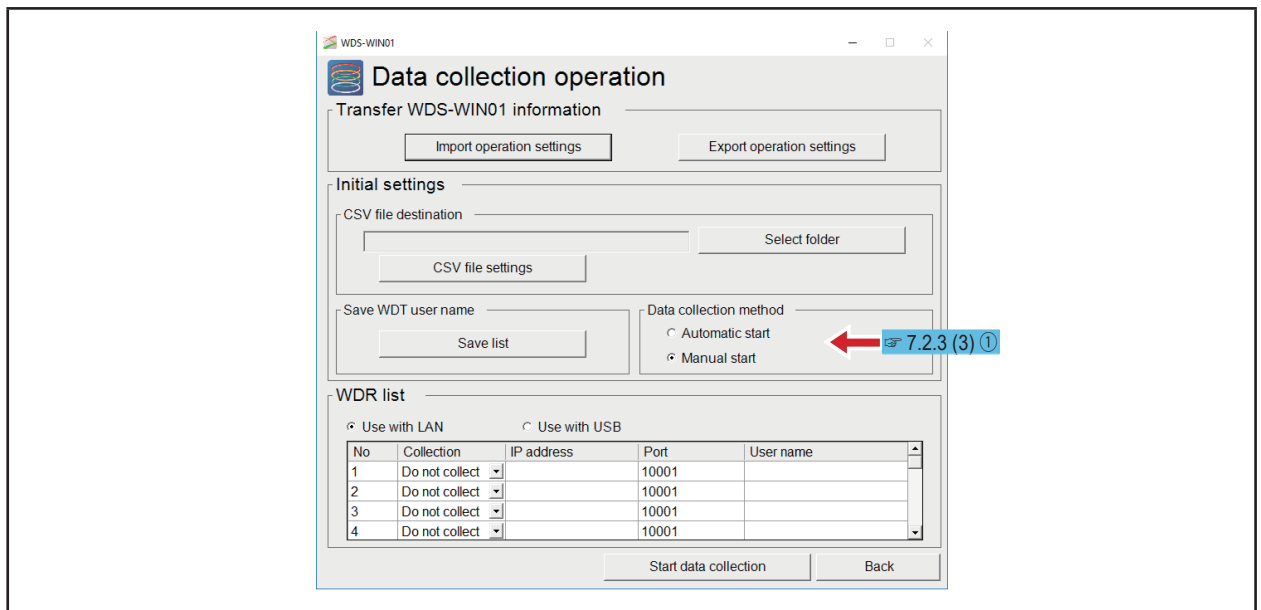 WDS-WIN01
Data collection operation
Transfer WDS-WIN01 information
Import operation settings Export operation settings
Initial settings
CSV file destination
Select folder
CSV file settings
Save WDT user name Data collection method
Automatic start
Save list ☞ 7.2.3 (3) ①
Manual start
WDR list
Use with LAN Use with USB
No Collection IP address Port User name
1 Do not collect 10001
2 Do not collect 10001
3 Do not collect 10001
4 Do not collect 10001
Start data collection Back